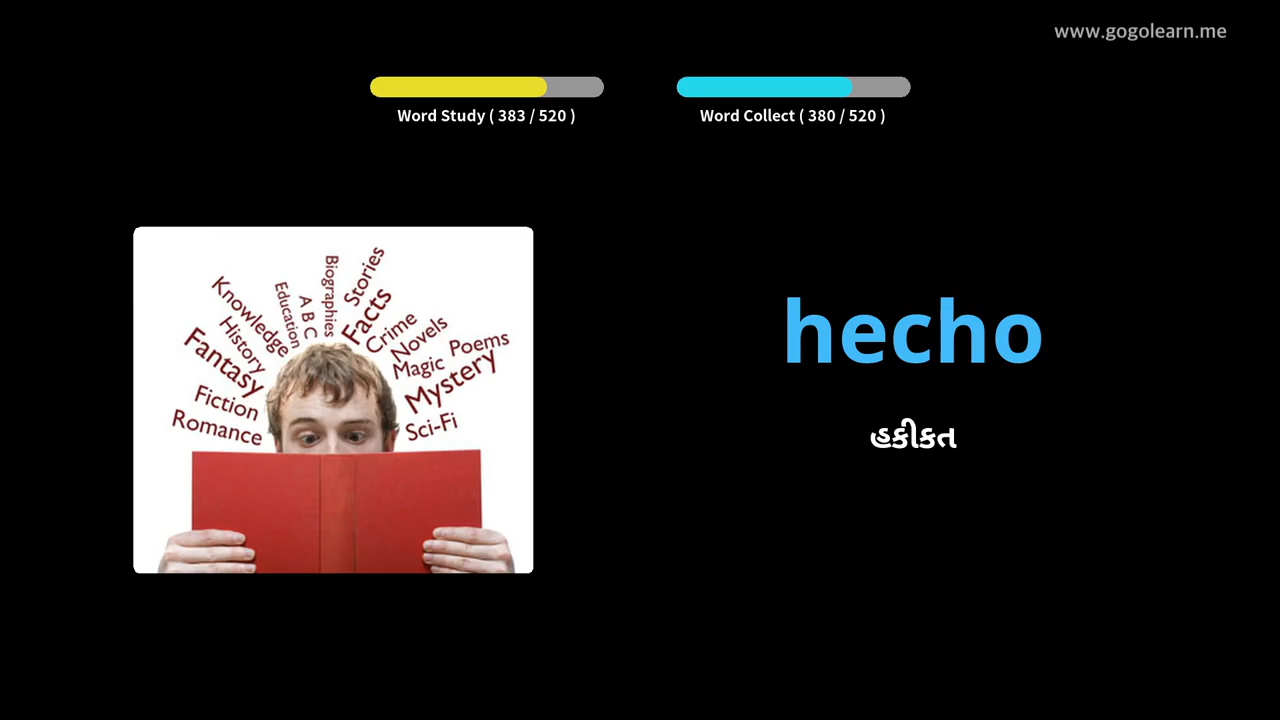 www.gogolearn.me
Word Study ( 383 / 520 )
Word Collect ( 380 / 520 )
Knowledge
History
Fantasy
Fiction
Romance
Education
A B C
Biographies
Stories
Facts
Crime
Novels
Magic
Poems
Mystery
Sci-Fi
hecho
હકીકત